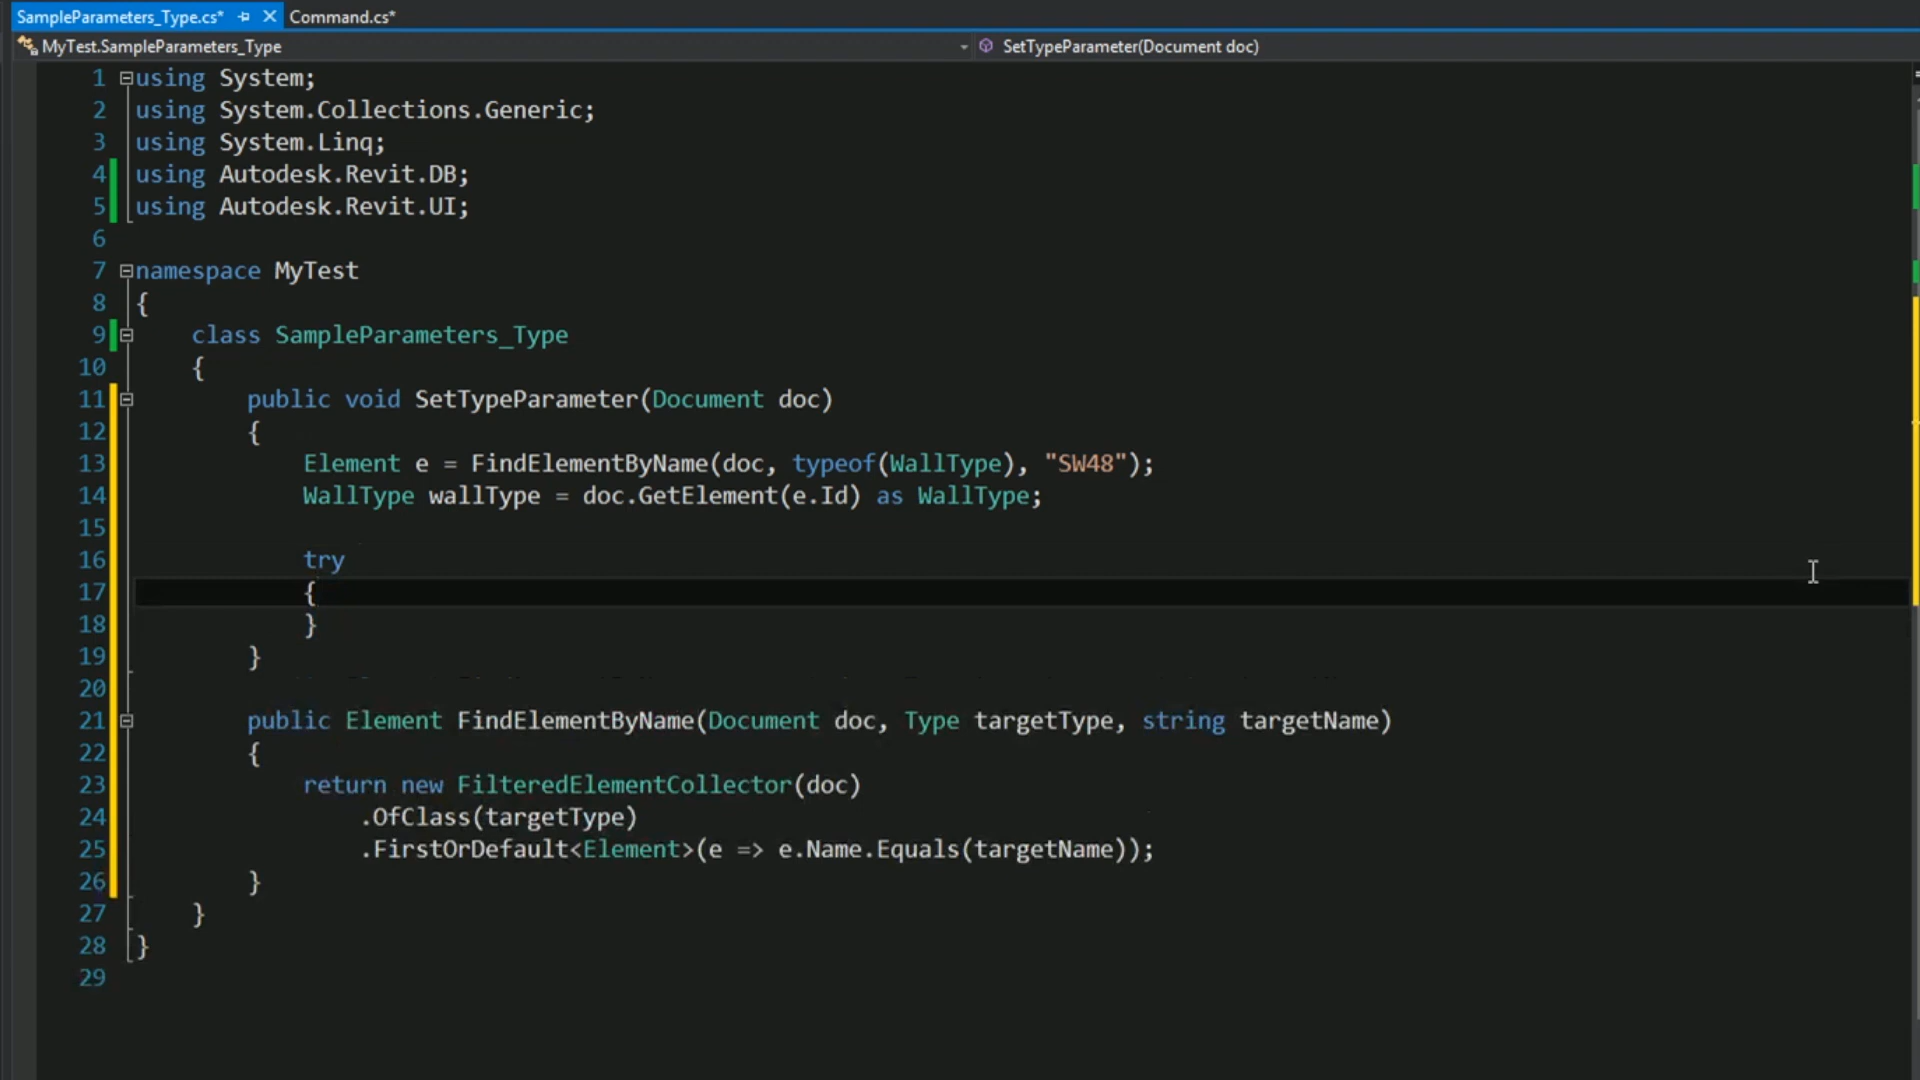 SampleParameters_Type.cs* Command.cs*
MyTest.SampleParameters_Type SetTypeParameter(Document doc)
1 using System;
2 using System.Collections.Generic;
3 using System.Linq;
4 using Autodesk.Revit.DB;
5 using Autodesk.Revit.UI;
6
7 namespace MyTest
8 {
9 class SampleParameters_Type
10 {
11 public void SetTypeParameter(Document doc)
12 {
13 Element e = FindElementByName(doc, typeof(WallType), "SW48");
14 WallType wallType = doc.GetElement(e.Id) as WallType;
15
16 try
17 {
18 }
19 }
20
21 public Element FindElementByName(Document doc, Type targetType, string targetName)
22 {
23 return new FilteredElementCollector(doc)
24 .OfClass(targetType)
25 .FirstOrDefault<Element>(e => e.Name.Equals(targetName));
26 }
27 }
28 }
29